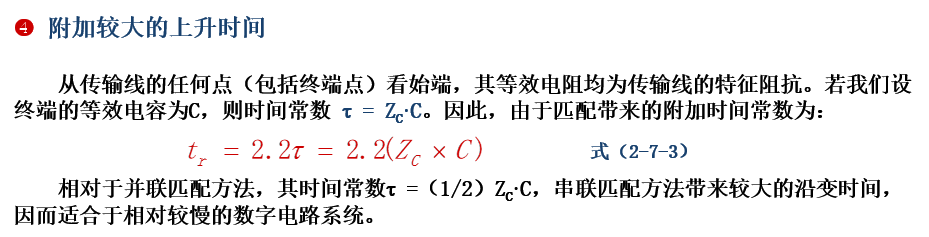 ❹ 附加较大的上升时间
从传输线的任何点（包括终端点）看始端，其等效电阻均为传输线的特征阻抗。若我们设
终端的等效电容为C，则时间常数 τ = Z_C·C。因此，由于匹配带来的附加时间常数为：
t_r = 2.2τ = 2.2(Z_C × C) 式（2-7-3）
相对于并联匹配方法，其时间常数τ =（1/2）Z_C·C，串联匹配方法带来较大的沿变时间，
因而适合于相对较慢的数字电路系统。